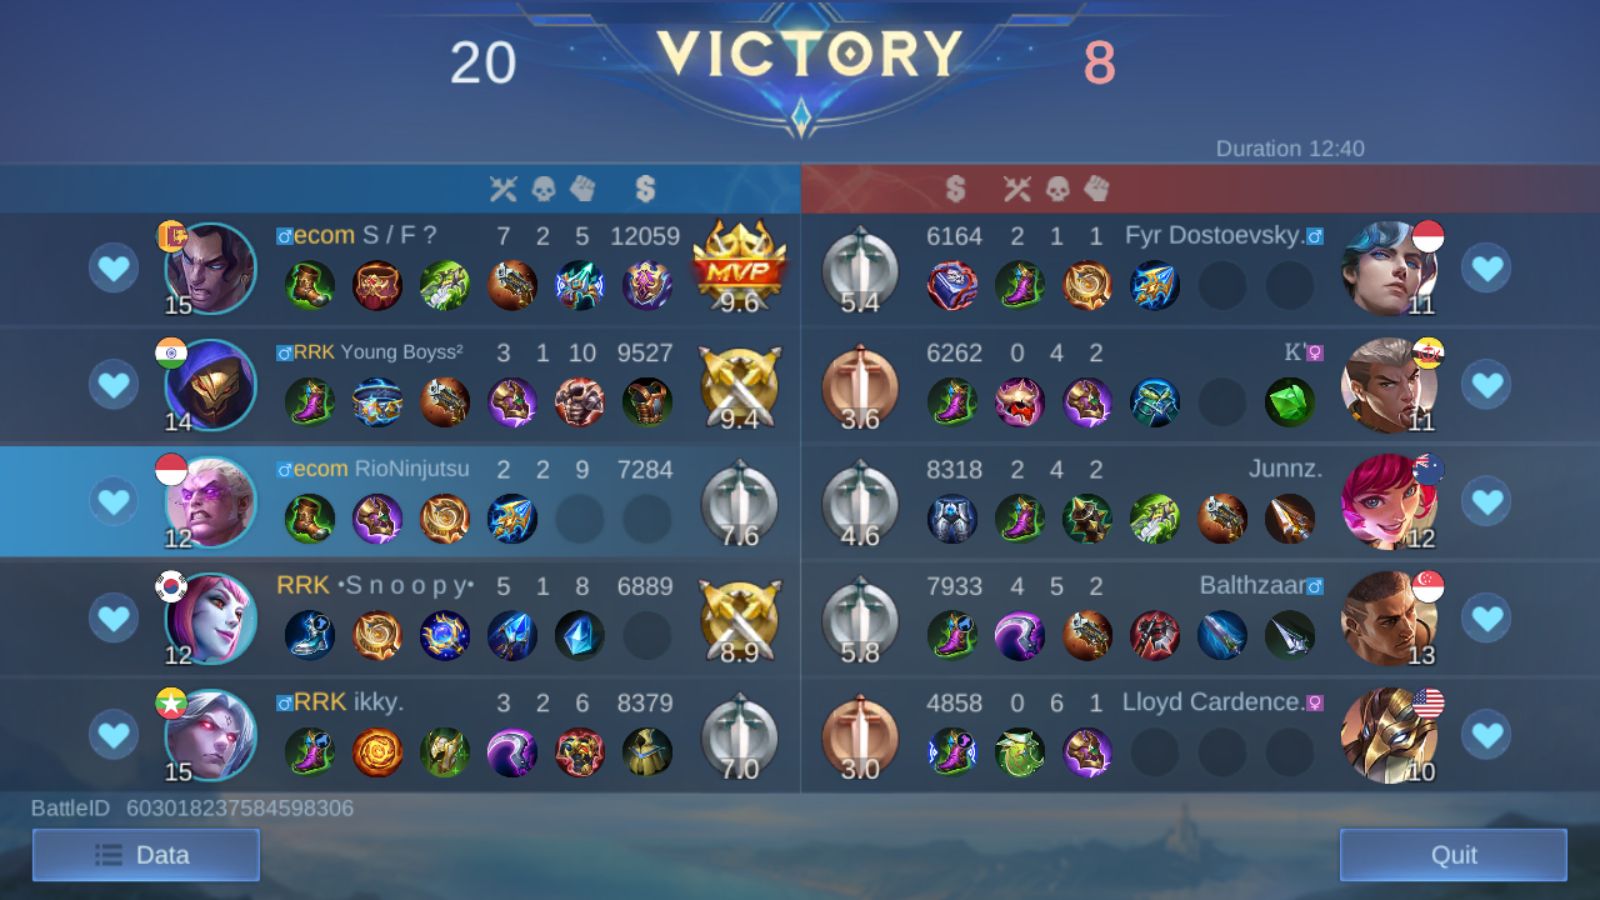 20 VICTORY 8
Duration 12:40
ecom S / F ? 7 2 5 12059 MVP 9.6 15
5.4 6164 2 1 1 Fyr Dostoevsky. 11
RRK Young Boyss² 3 1 10 9527 9.4 14
3.6 6262 0 4 2 K' 11
ecom RioNinjutsu 2 2 9 7284 7.6 12
4.6 8318 2 4 2 Junnz. 12
RRK •S n o o p y• 5 1 8 6889 8.9 12
5.8 7933 4 5 2 Balthzaar 13
RRK ikky. 3 2 6 8379 7.0 15
3.0 4858 0 6 1 Lloyd Cardence. 10
BattleID 603018237584598306
Data
Quit